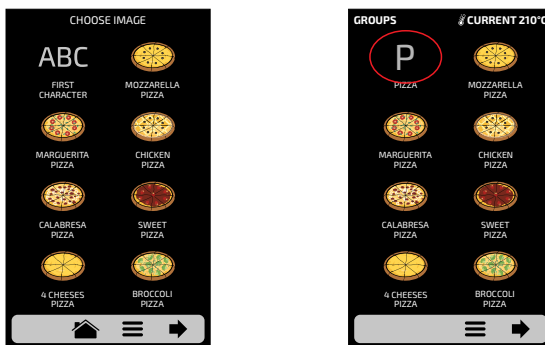 CHOOSE IMAGE
ABC
FIRST
CHARACTER
MOZZARELLA
PIZZA
MARGUERITA
PIZZA
CHICKEN
PIZZA
CALABRESA
PIZZA
SWEET
PIZZA
4 CHEESES
PIZZA
BROCCOLI
PIZZA
GROUPS
CURRENT 210°C
P
PIZZA
MOZZARELLA
PIZZA
MARGUERITA
PIZZA
CHICKEN
PIZZA
CALABRESA
PIZZA
SWEET
PIZZA
4 CHEESES
PIZZA
BROCCOLI
PIZZA